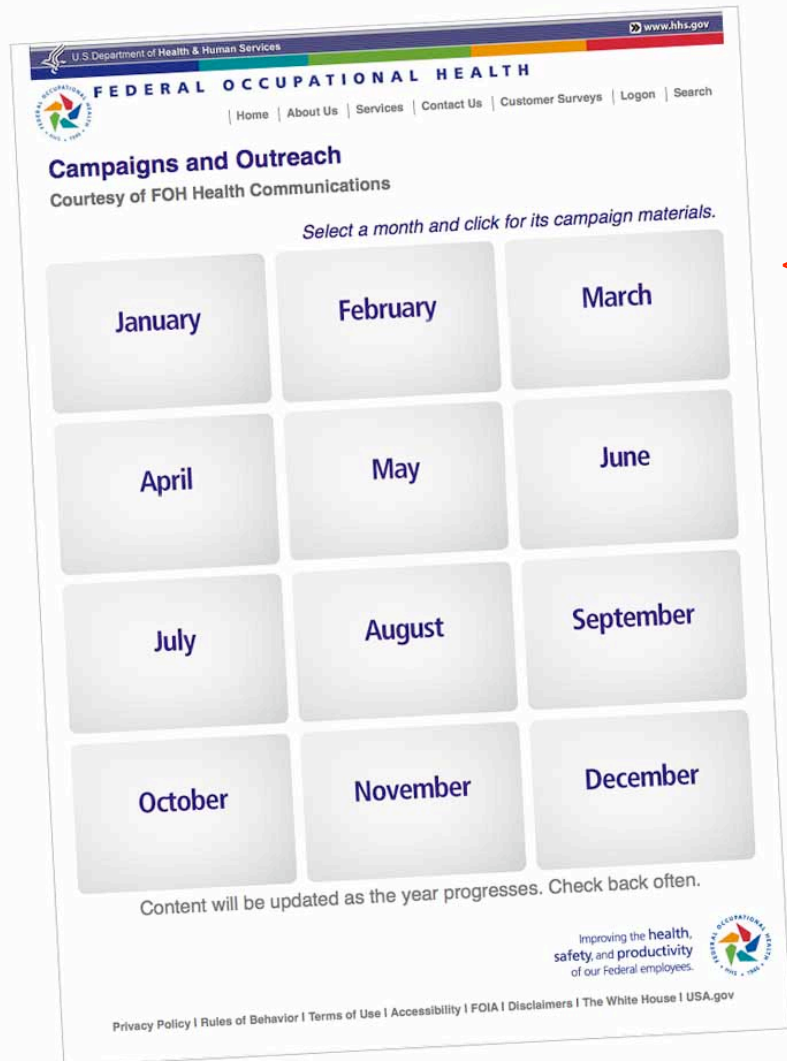 U.S. Department of Health & Human Services
www.hhs.gov
FEDERAL OCCUPATIONAL HEALTH
| Home | About Us | Services | Contact Us | Customer Surveys | Logon | Search
Campaigns and Outreach
Courtesy of FOH Health Communications
Select a month and click for its campaign materials.
January February March
April May June
July August September
October November December
Content will be updated as the year progresses. Check back often.
Improving the health,
safety, and productivity
of our Federal employees.
FEDERAL OCCUPATIONAL HEALTH
Privacy Policy I Rules of Behavior I Terms of Use I Accessibility I FOIA I Disclaimers I The White House I USA.gov